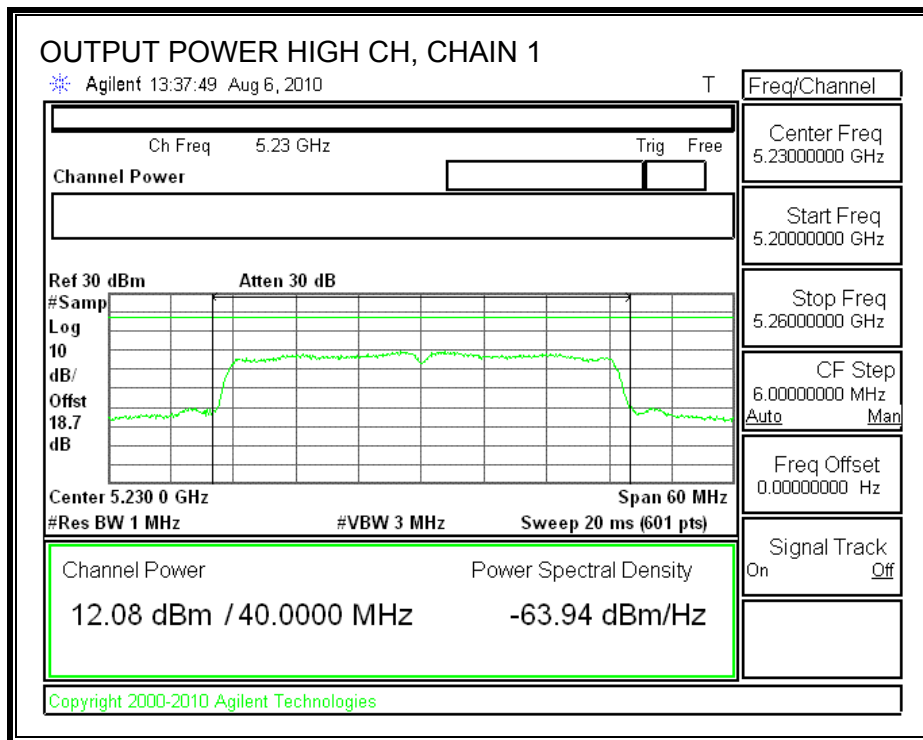 OUTPUT POWER HIGH CH, CHAIN 1
Agilent 13:37:49 Aug 6, 2010 T
Ch Freq 5.23 GHz Trig Free
Channel Power
Ref 30 dBm Atten 30 dB
#Samp
Log
10
dB/
Offst
18.7
dB
Center 5.230 0 GHz Span 60 MHz
#Res BW 1 MHz #VBW 3 MHz Sweep 20 ms (601 pts)
Channel Power Power Spectral Density
12.08 dBm / 40.0000 MHz -63.94 dBm/Hz
Copyright 2000-2010 Agilent Technologies
Freq/Channel
Center Freq
5.23000000 GHz
Start Freq
5.20000000 GHz
Stop Freq
5.26000000 GHz
CF Step
6.00000000 MHz
Auto Man
Freq Offset
0.00000000 Hz
Signal Track
On Off